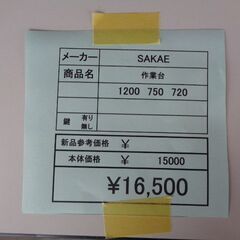 メーカー SAKAE
商品名 作業台
1200 750 720
鍵 有り 無し
新品参考価格 ¥
本体価格 ¥ 15000
¥16,500